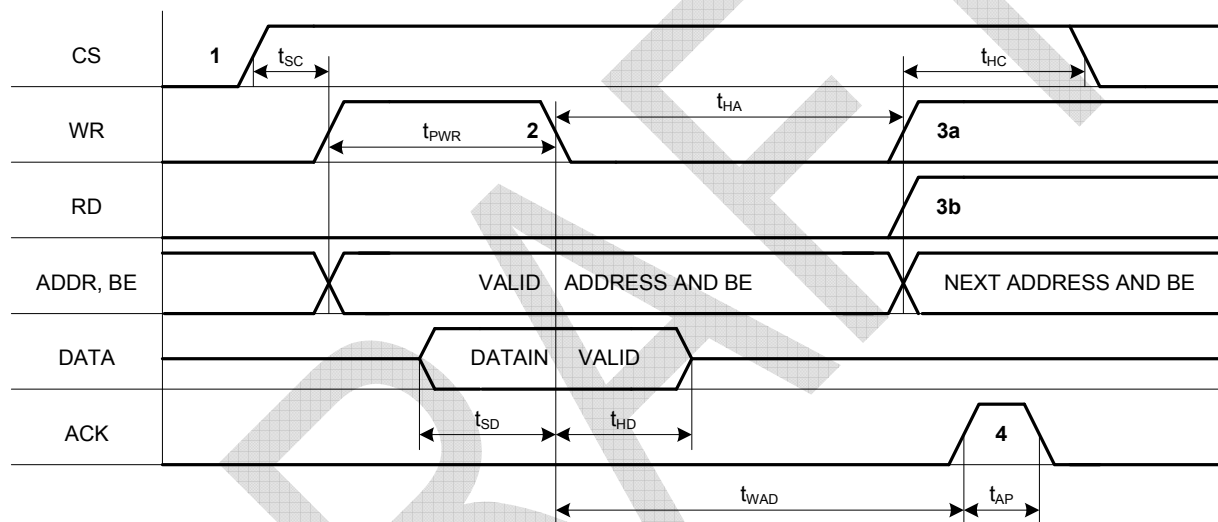 CS 1 tSC tHC
WR tPWR 2 tHA 3a
RD 3b
ADDR, BE VALID ADDRESS AND BE NEXT ADDRESS AND BE
DATA DATAIN VALID
ACK tSD tHD 4
tWAD tAP
DRAFT